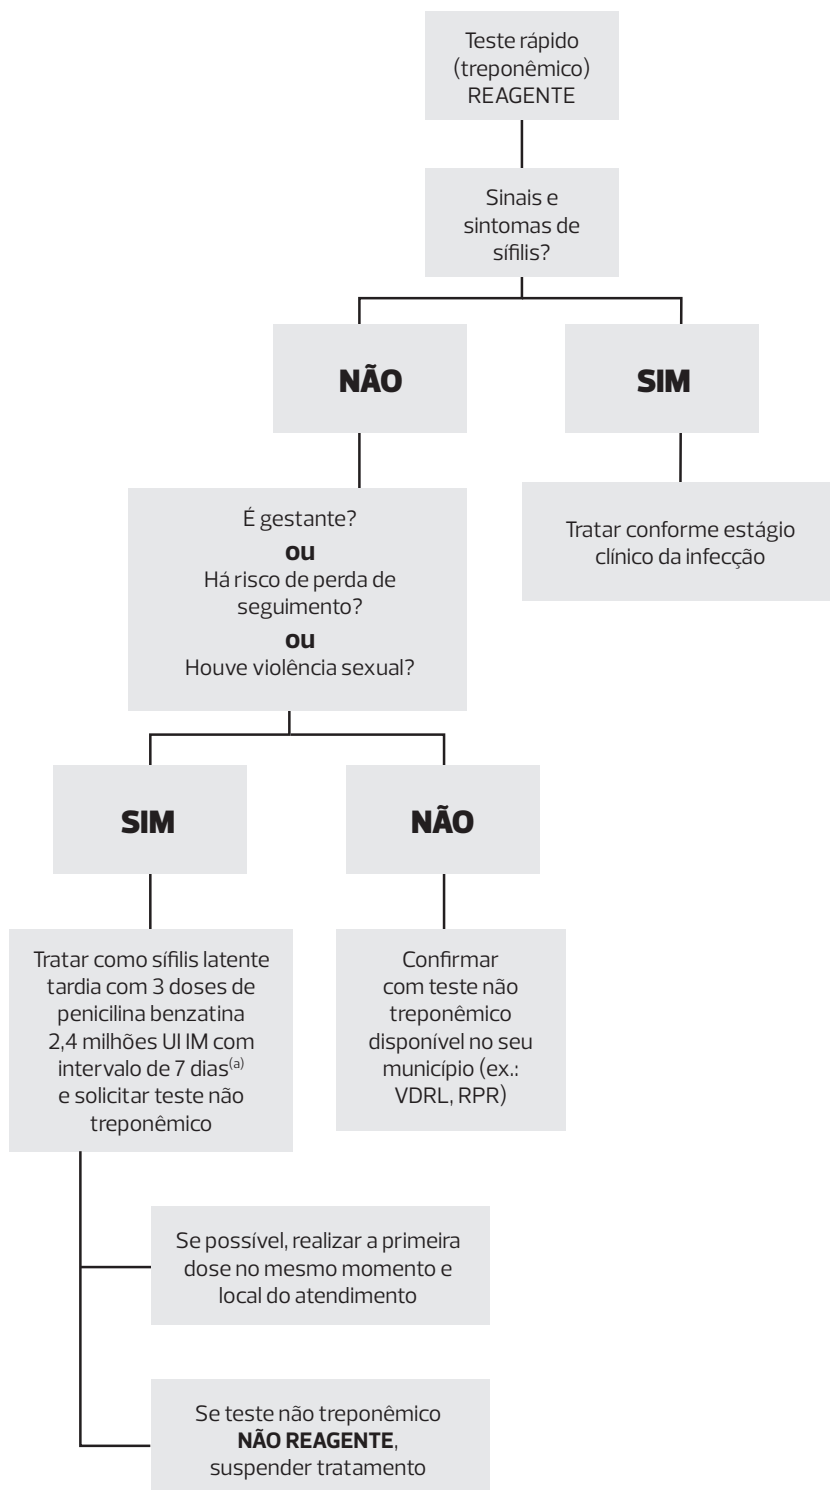 Teste rápido
(treponêmico)
REAGENTE
Sinais e
sintomas de
sífilis?
NÃO
SIM
É gestante?
ou
Há risco de perda de
seguimento?
ou
Houve violência sexual?
Tratar conforme estágio
clínico da infecção
SIM
NÃO
Tratar como sífilis latente
tardia com 3 doses de
penicilina benzatina
2,4 milhões UI IM com
intervalo de 7 dias(a)
e solicitar teste não
treponêmico
Confirmar
com teste não
treponêmico
disponível no seu
município (ex.:
VDRL, RPR)
Se possível, realizar a primeira
dose no mesmo momento e
local do atendimento
Se teste não treponêmico
NÃO REAGENTE,
suspender tratamento